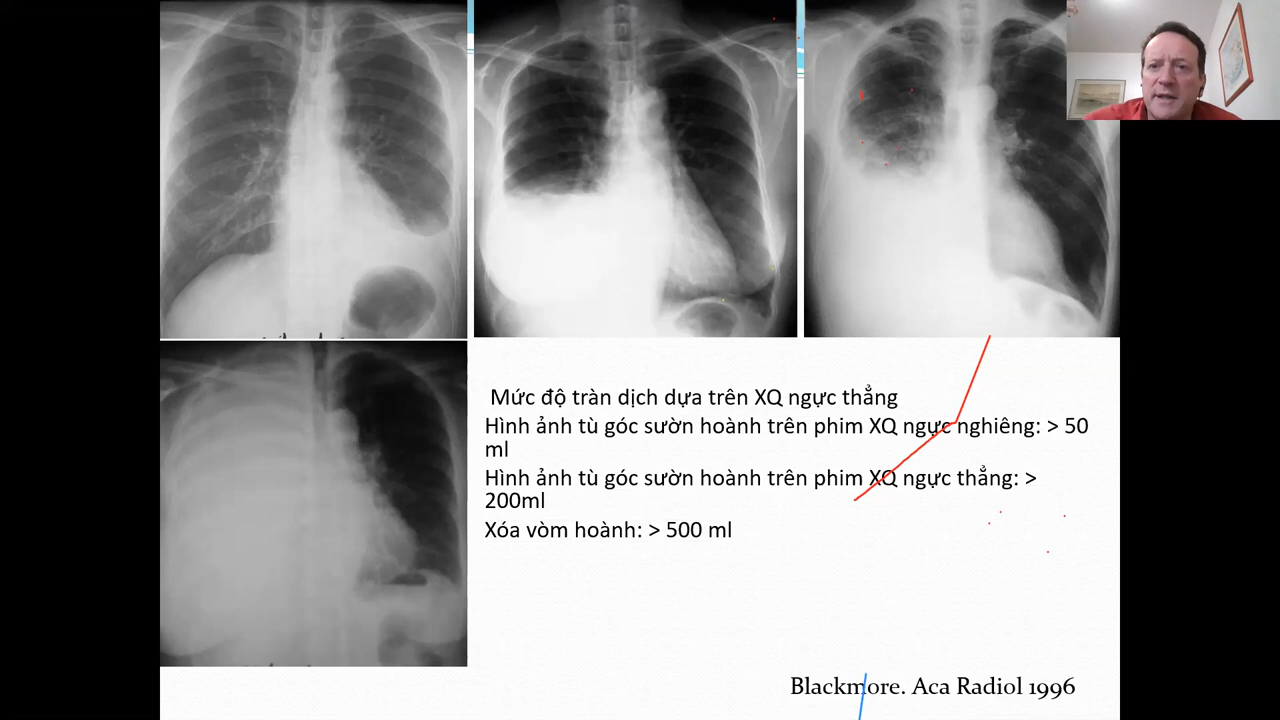 Mức độ tràn dịch dựa trên XQ ngực thẳng
Hình ảnh tù góc sườn hoành trên phim XQ ngực nghiêng: > 50
ml
Hình ảnh tù góc sườn hoành trên phim XQ ngực thẳng: >
200ml
Xóa vòm hoành: > 500 ml
Blackmore. Aca Radiol 1996